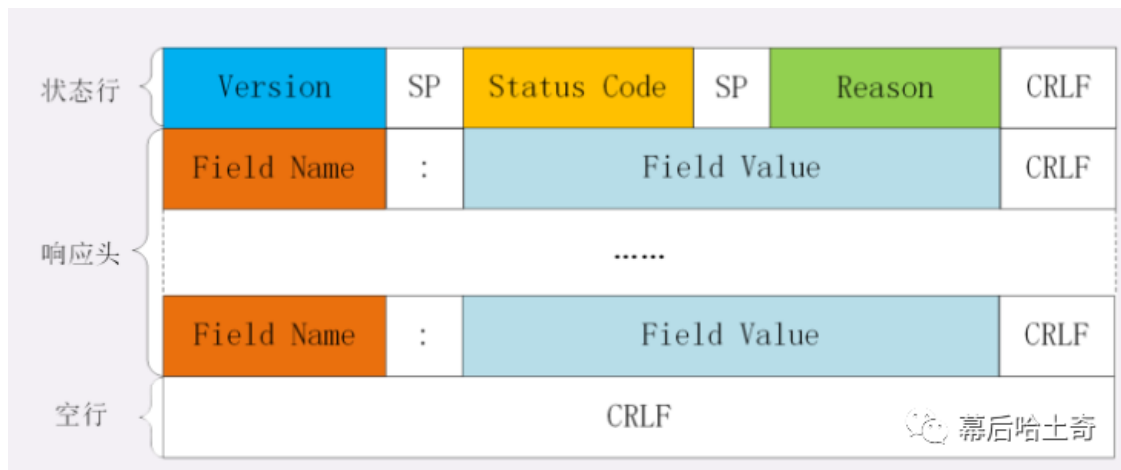 状态行 Version SP Status Code SP Reason CRLF
Field Name : Field Value CRLF
响应头 ......
Field Name : Field Value CRLF
空行 CRLF
幕后哈土奇